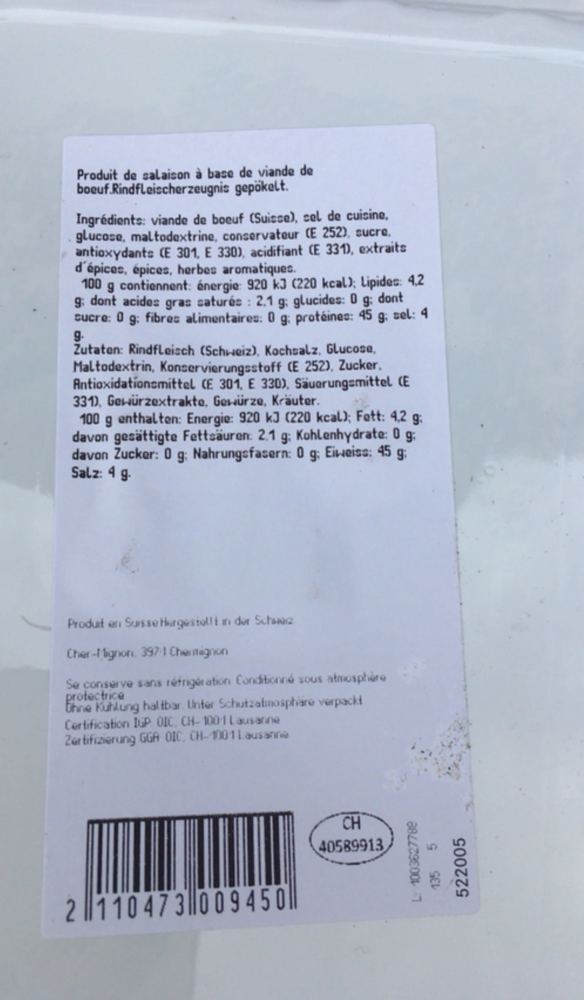 Produit de salaison à base de viande de
boeuf.Rindfleischerzeugnis gepökelt.
Ingrédients: viande de boeuf (Suisse), sel de cuisine,
glucose, maltodextrine, conservateur (E 252), sucre,
antioxydants (E 301, E 330), acidifiant (E 331), extraits
d'épices, épices, herbes aromatiques.
100 g contiennent: énergie: 920 kJ (220 kcal); Lipides: 4,2
g; dont acides gras saturés : 2,1 g; glucides: 0 g; dont
sucre: 0 g; fibres alimentaires: 0 g; protéines: 45 g; sel: 4
g.
Zutaten: Rindfleisch (Schweiz), Kochsalz, Glucose,
Maltodextrin, Konservierungsstoff (E 252), Zucker,
Antioxidationsmittel (E 301, E 330), Säuerungsmittel (E
331), Gewürzextrakte, Gewürze, Kräuter.
100 g enthalten: Energie: 920 kJ (220 kcal); Fett: 4,2 g;
davon gesättigte Fettsäuren: 2,1 g; Kohlenhydrate: 0 g;
davon Zucker: 0 g; Nahrungsfasern: 0 g; Eiweiss: 45 g;
Salz: 4 g.
Produit en Suisse Hergestellt in der Schweiz
Cher-Mignon, 3971 Chermignon
Se conserve sans réfrigération Conditionné sous atmosphère
protectrice
Ohne Kühlung haltbar. Unter Schutzatmosphäre verpackt
Certification IGP OIC, CH-1001 Lausanne
Zertifizierung GGA OIC, CH-1001 Lausanne
CH
40589913
2 110473 009450
L: 1003627788
135 5
522005